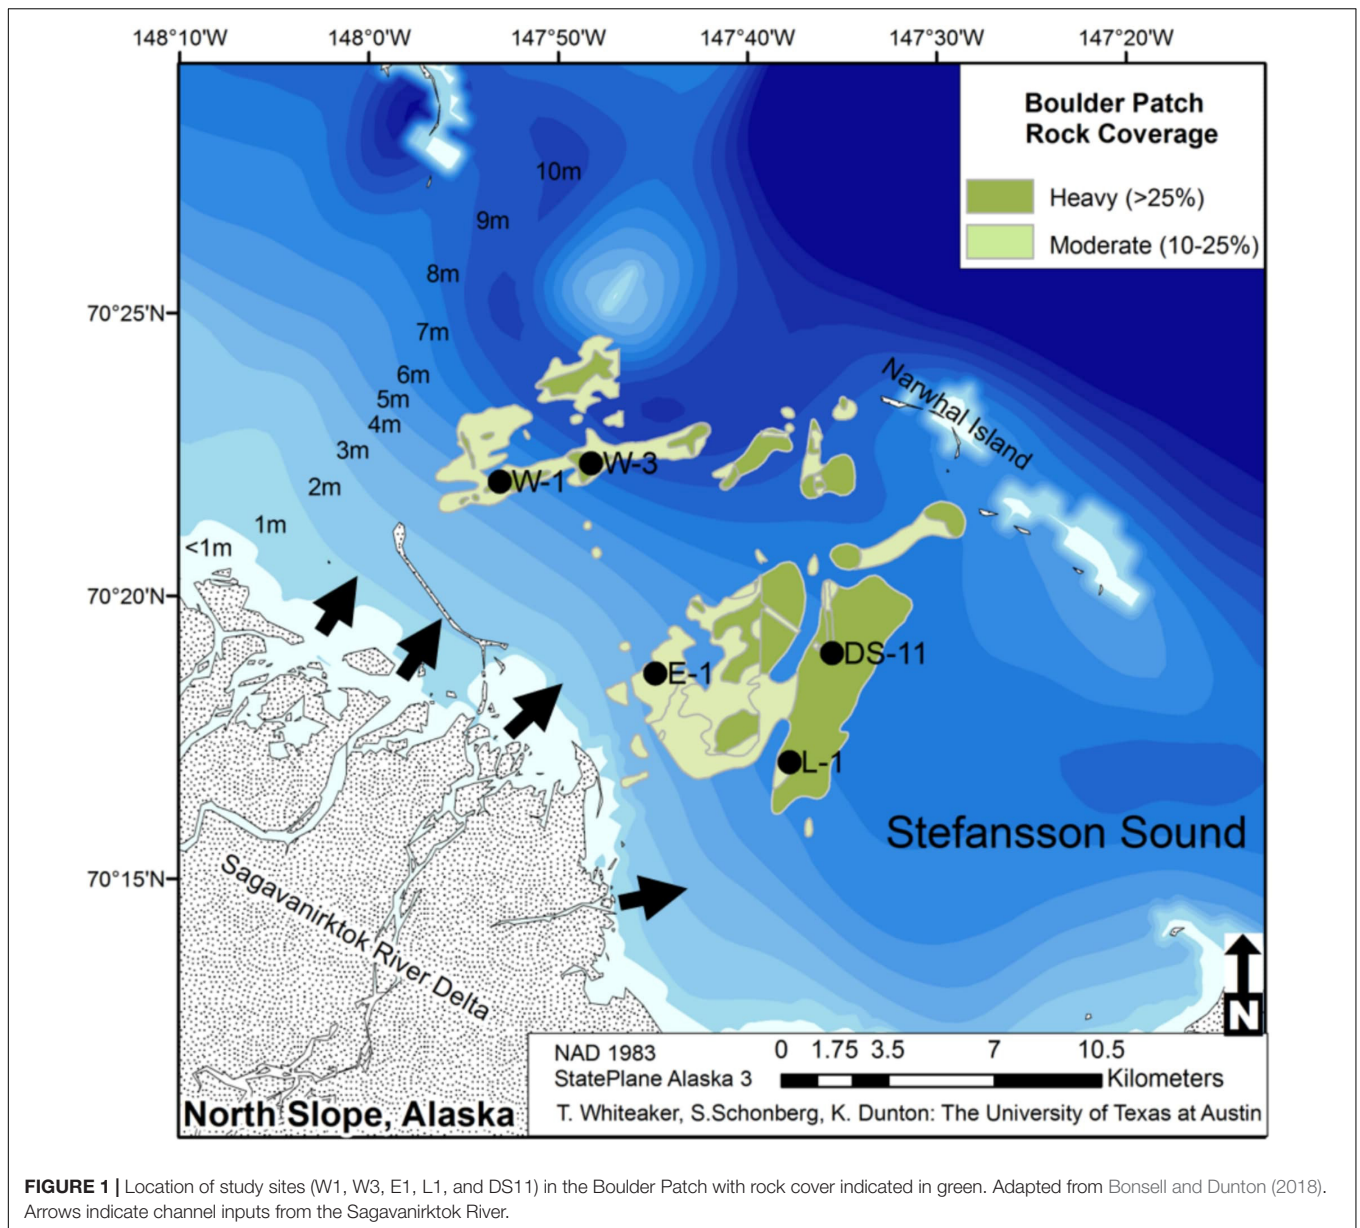 148°10'W 148°0'W 147°50'W 147°40'W 147°30'W 147°20'W
Boulder Patch
Rock Coverage
Heavy (>25%)
Moderate (10-25%)
10m
9m
8m
7m
6m
5m
4m
3m
2m
1m
<1m
70°25'N
70°20'N
70°15'N
Narwhal Island
W-1
W-3
E-1
DS-11
L-1
Stefansson Sound
Sagavanirktok River Delta
N
North Slope, Alaska
NAD 1983
StatePlane Alaska 3
0 1.75 3.5 7 10.5
Kilometers
T. Whiteaker, S.Schonberg, K. Dunton: The University of Texas at Austin
FIGURE 1 | Location of study sites (W1, W3, E1, L1, and DS11) in the Boulder Patch with rock cover indicated in green. Adapted from Bonsell and Dunton (2018).
Arrows indicate channel inputs from the Sagavanirktok River.